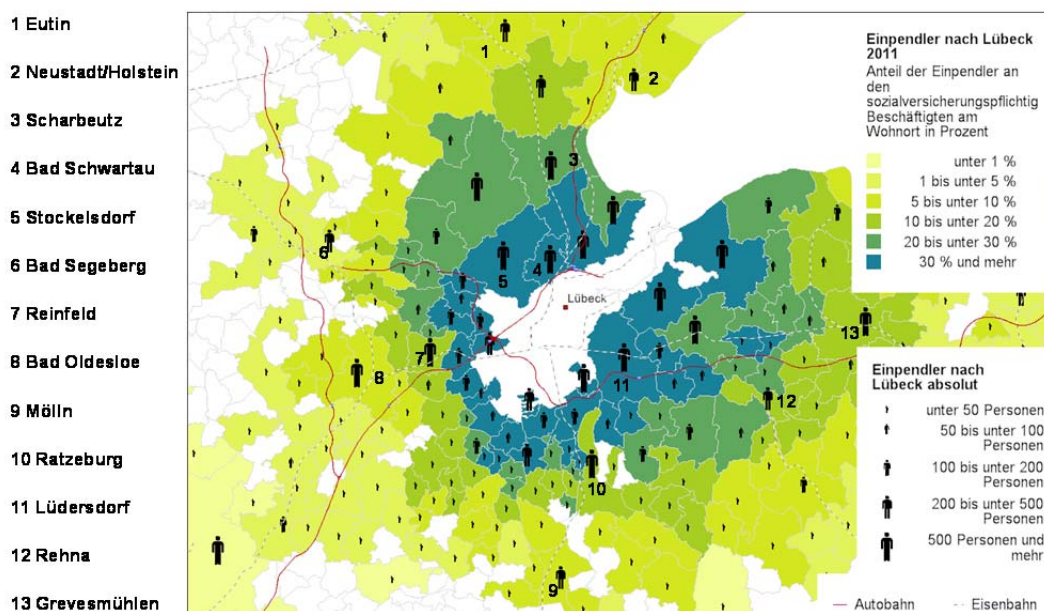 1 Eutin
2 Neustadt/Holstein
3 Scharbeutz
4 Bad Schwartau
5 Stockelsdorf
6 Bad Segeberg
7 Reinfeld
8 Bad Oldesloe
9 Mölln
10 Ratzeburg
11 Lüdersdorf
12 Rehna
13 Grevesmühlen
1
2
3
4
5
6
Lübeck
7
8
11
13
12
10
9
Einpendler nach Lübeck
2011
Anteil der Einpendler an
den
sozialversicherungspflichtig
Beschäftigten am
Wohnort in Prozent
unter 1 %
1 bis unter 5 %
5 bis unter 10 %
10 bis unter 20 %
20 bis unter 30 %
30 % und mehr
Einpendler nach
Lübeck absolut
unter 50 Personen
50 bis unter 100
Personen
100 bis unter 200
Personen
200 bis unter 500
Personen
500 Personen und
mehr
Autobahn
Eisenbahn